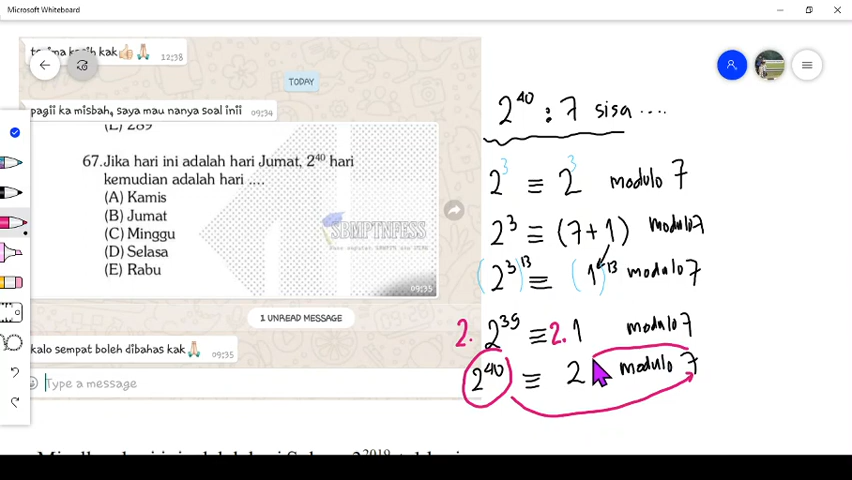 Microsoft Whiteboard
terima kasih kak
12:38
TODAY
pagii ka misbah, saya mau nanya soal inii 09:34
(E) 289
67. Jika hari ini adalah hari Jumat, 2⁴⁰ hari
kemudian adalah hari ....
(A) Kamis
(B) Jumat
(C) Minggu
(D) Selasa
(E) Rabu
SBMPTNFESS
09:35
1 UNREAD MESSAGE
kalo sempat boleh dibahas kak 09:35
Type a message
2⁴⁰ : 7 sisa ....
2³ ≡ 2³ modulo 7
2³ ≡ (7+1) modulo 7
(2³)¹³ ≡ (1)¹³ modulo 7
2. 2³⁹ ≡ 2. 1 modulo 7
2⁴⁰ ≡ 2 modulo 7